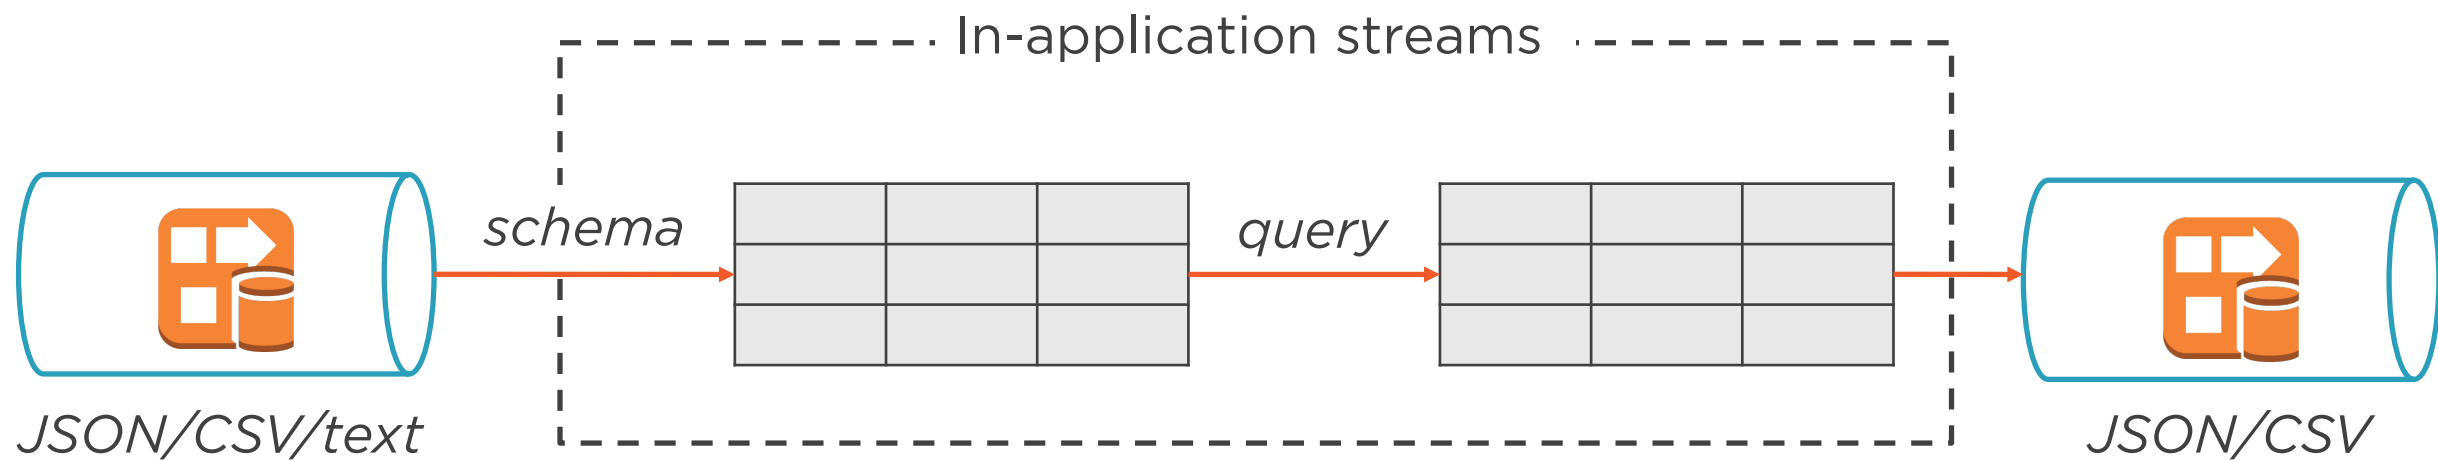 In-application streams
schema
query
JSON/CSV/text
JSON/CSV